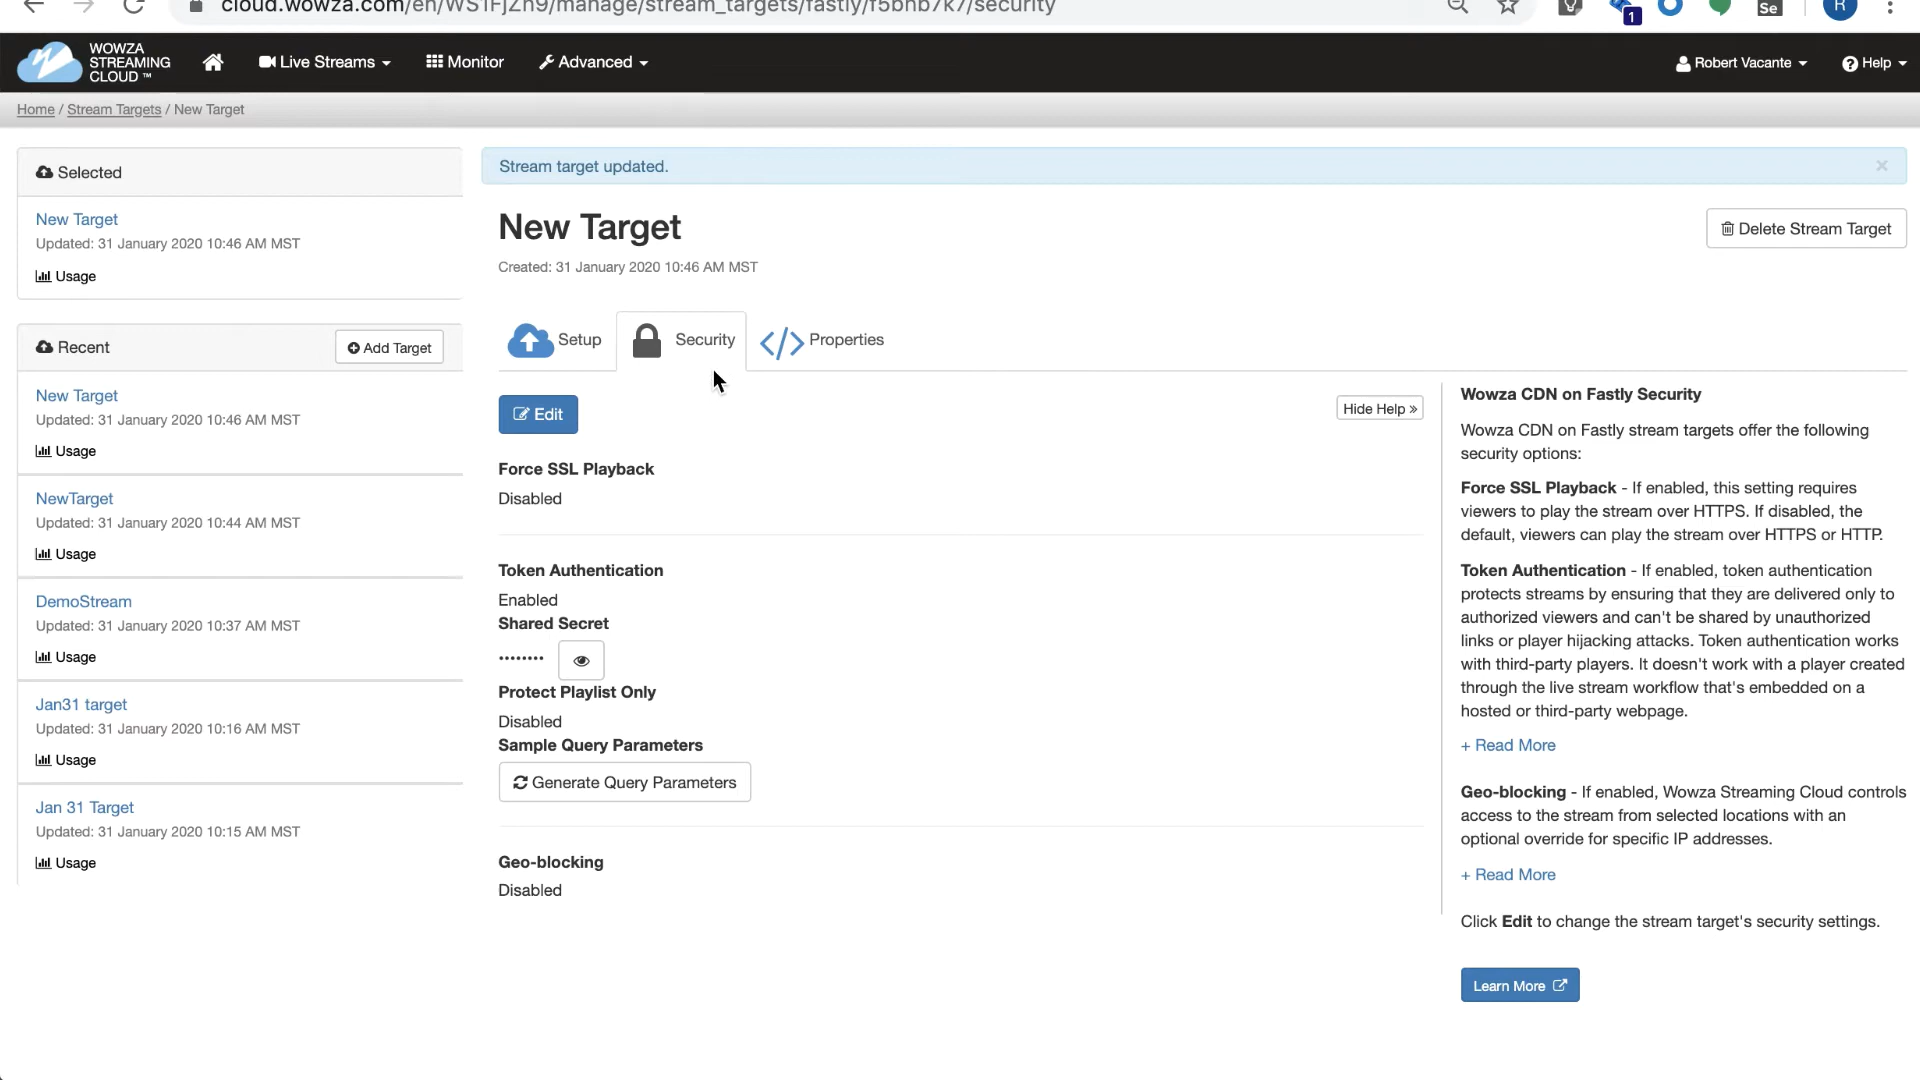 cloud.wowza.com/en/WS1FjZh9/manage/stream_targets/fastly/f5bhb7k7/security
1
Se
R
WOWZA
STREAMING
CLOUD ™
Live Streams
Monitor
Advanced
Robert Vacante
Help
Home / Stream Targets / New Target
Selected
New Target
Updated: 31 January 2020 10:46 AM MST
Usage
Recent
Add Target
New Target
Updated: 31 January 2020 10:46 AM MST
Usage
NewTarget
Updated: 31 January 2020 10:44 AM MST
Usage
DemoStream
Updated: 31 January 2020 10:37 AM MST
Usage
Jan31 target
Updated: 31 January 2020 10:16 AM MST
Usage
Jan 31 Target
Updated: 31 January 2020 10:15 AM MST
Usage
Stream target updated.
×
New Target
Delete Stream Target
Created: 31 January 2020 10:46 AM MST
Setup
Security
Properties
Edit
Hide Help »
Force SSL Playback
Disabled
Token Authentication
Enabled
Shared Secret
········
Protect Playlist Only
Disabled
Sample Query Parameters
Generate Query Parameters
Geo-blocking
Disabled
Wowza CDN on Fastly Security
Wowza CDN on Fastly stream targets offer the following
security options:
Force SSL Playback - If enabled, this setting requires
viewers to play the stream over HTTPS. If disabled, the
default, viewers can play the stream over HTTPS or HTTP.
Token Authentication - If enabled, token authentication
protects streams by ensuring that they are delivered only to
authorized viewers and can't be shared by unauthorized
links or player hijacking attacks. Token authentication works
with third-party players. It doesn't work with a player created
through the live stream workflow that's embedded on a
hosted or third-party webpage.
+ Read More
Geo-blocking - If enabled, Wowza Streaming Cloud controls
access to the stream from selected locations with an
optional override for specific IP addresses.
+ Read More
Click Edit to change the stream target's security settings.
Learn More